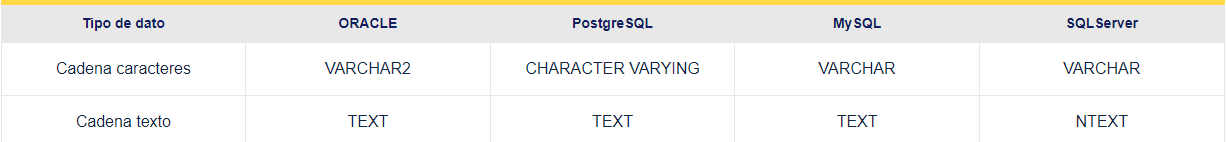 Tipo de dato ORACLE PostgreSQL MySQL SQLServer
Cadena caracteres VARCHAR2 CHARACTER VARYING VARCHAR VARCHAR
Cadena texto TEXT TEXT TEXT NTEXT